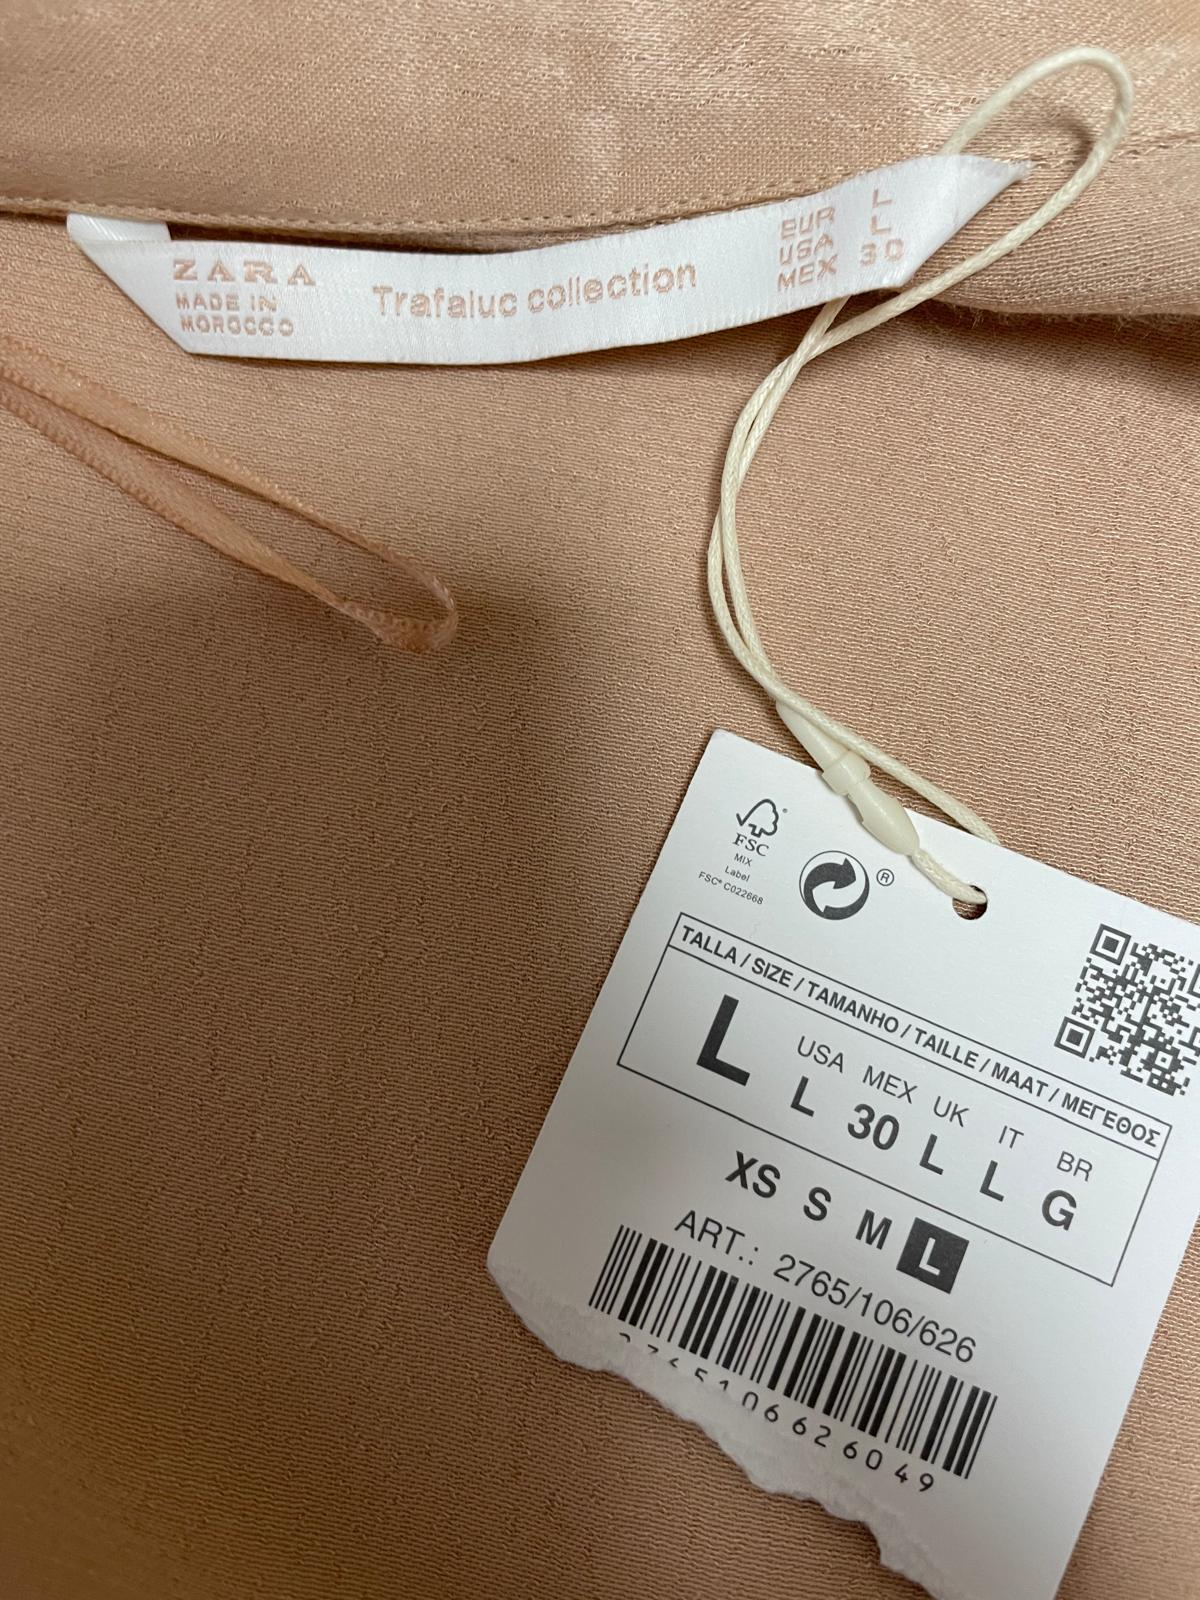 ZARA
MADE IN
MOROCCO
Trafaluc collection
EUR L
USA L
MEX 30
FSC
MIX
Label
FSC® C022668
®
TALLA / SIZE / TAMANHO / TAILLE / MAAT / ΜΕΓΕΘΟΣ
L
USA MEX UK IT BR
L 30 L L G
XS S M L
ART.: 2765/106/626
2765106626049